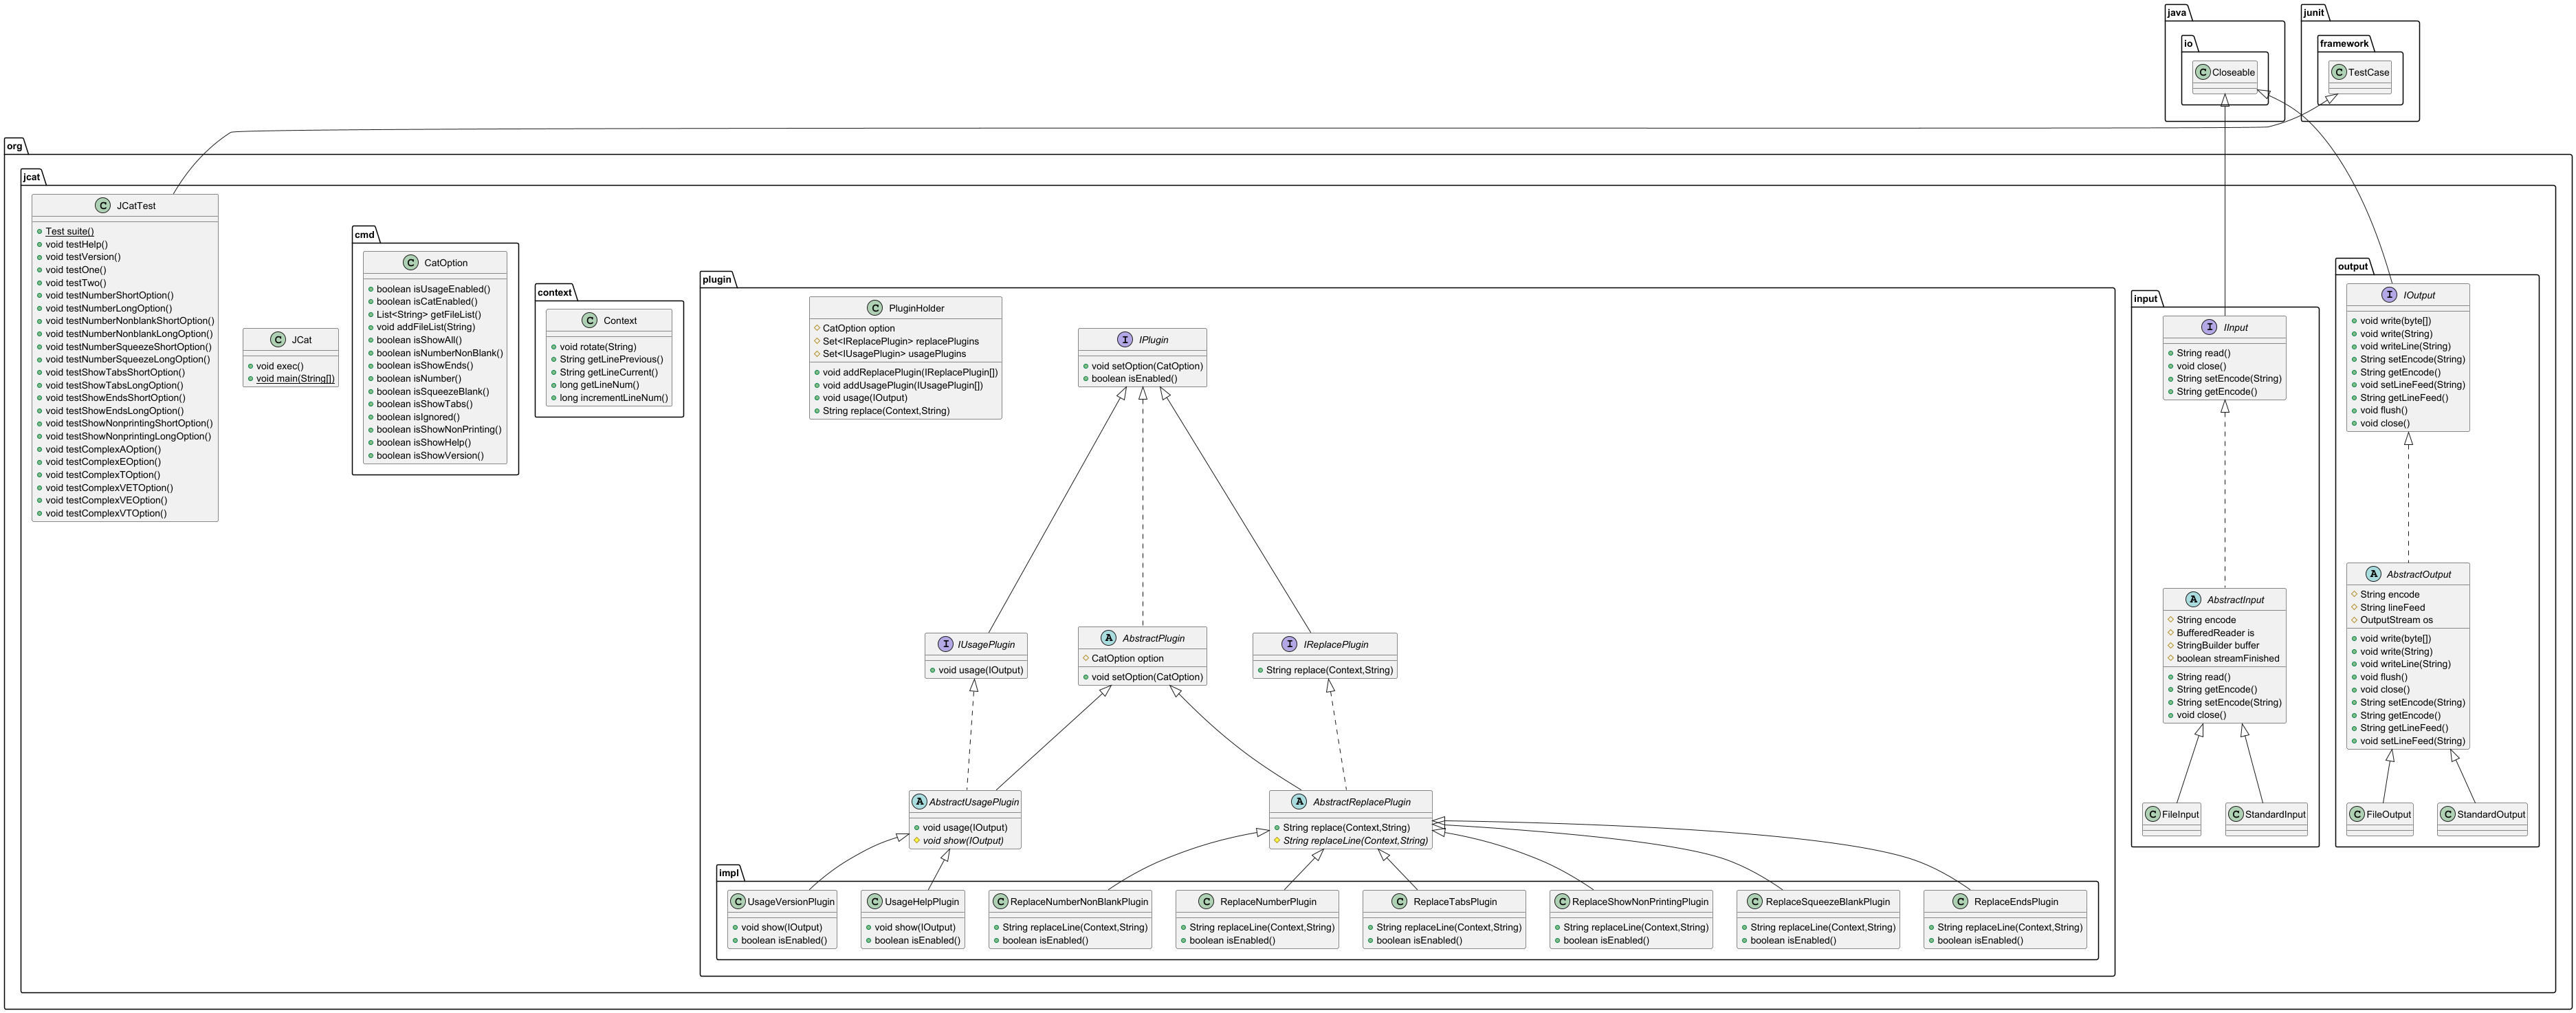 java
io
C Closeable
junit
framework
C TestCase
org
jcat
C JCatTest
Test suite()
void testHelp()
void testVersion()
void testOne()
void testTwo()
void testNumberShortOption()
void testNumberLongOption()
void testNumberNonblankShortOption()
void testNumberNonblankLongOption()
void testNumberSqueezeShortOption()
void testNumberSqueezeLongOption()
void testShowTabsShortOption()
void testShowTabsLongOption()
void testShowEndsShortOption()
void testShowEndsLongOption()
void testShowNonprintingShortOption()
void testShowNonprintingLongOption()
void testComplexAOption()
void testComplexEOption()
void testComplexTOption()
void testComplexVETOption()
void testComplexVEOption()
void testComplexVTOption()
C JCat
void exec()
void main(String[])
cmd
C CatOption
boolean isUsageEnabled()
boolean isCatEnabled()
List<String> getFileList()
void addFileList(String)
boolean isShowAll()
boolean isNumberNonBlank()
boolean isShowEnds()
boolean isNumber()
boolean isSqueezeBlank()
boolean isShowTabs()
boolean isIgnored()
boolean isShowNonPrinting()
boolean isShowHelp()
boolean isShowVersion()
context
C Context
void rotate(String)
String getLinePrevious()
String getLineCurrent()
long getLineNum()
long incrementLineNum()
plugin
C PluginHolder
CatOption option
Set<IReplacePlugin> replacePlugins
Set<IUsagePlugin> usagePlugins
void addReplacePlugin(IReplacePlugin[])
void addUsagePlugin(IUsagePlugin[])
void usage(IOutput)
String replace(Context,String)
I IPlugin
void setOption(CatOption)
boolean isEnabled()
I IUsagePlugin
void usage(IOutput)
A AbstractPlugin
CatOption option
void setOption(CatOption)
I IReplacePlugin
String replace(Context,String)
A AbstractUsagePlugin
void usage(IOutput)
void show(IOutput)
A AbstractReplacePlugin
String replace(Context,String)
String replaceLine(Context,String)
impl
C UsageVersionPlugin
void show(IOutput)
boolean isEnabled()
C UsageHelpPlugin
void show(IOutput)
boolean isEnabled()
C ReplaceNumberNonBlankPlugin
String replaceLine(Context,String)
boolean isEnabled()
C ReplaceNumberPlugin
String replaceLine(Context,String)
boolean isEnabled()
C ReplaceTabsPlugin
String replaceLine(Context,String)
boolean isEnabled()
C ReplaceShowNonPrintingPlugin
String replaceLine(Context,String)
boolean isEnabled()
C ReplaceSqueezeBlankPlugin
String replaceLine(Context,String)
boolean isEnabled()
C ReplaceEndsPlugin
String replaceLine(Context,String)
boolean isEnabled()
input
I IInput
String read()
void close()
String setEncode(String)
String getEncode()
A AbstractInput
String encode
BufferedReader is
StringBuilder buffer
boolean streamFinished
String read()
String getEncode()
String setEncode(String)
void close()
C FileInput
C StandardInput
output
I IOutput
void write(byte[])
void write(String)
void writeLine(String)
String setEncode(String)
String getEncode()
void setLineFeed(String)
String getLineFeed()
void flush()
void close()
A AbstractOutput
String encode
String lineFeed
OutputStream os
void write(byte[])
void write(String)
void writeLine(String)
void flush()
void close()
String setEncode(String)
String getEncode()
String getLineFeed()
void setLineFeed(String)
C FileOutput
C StandardOutput